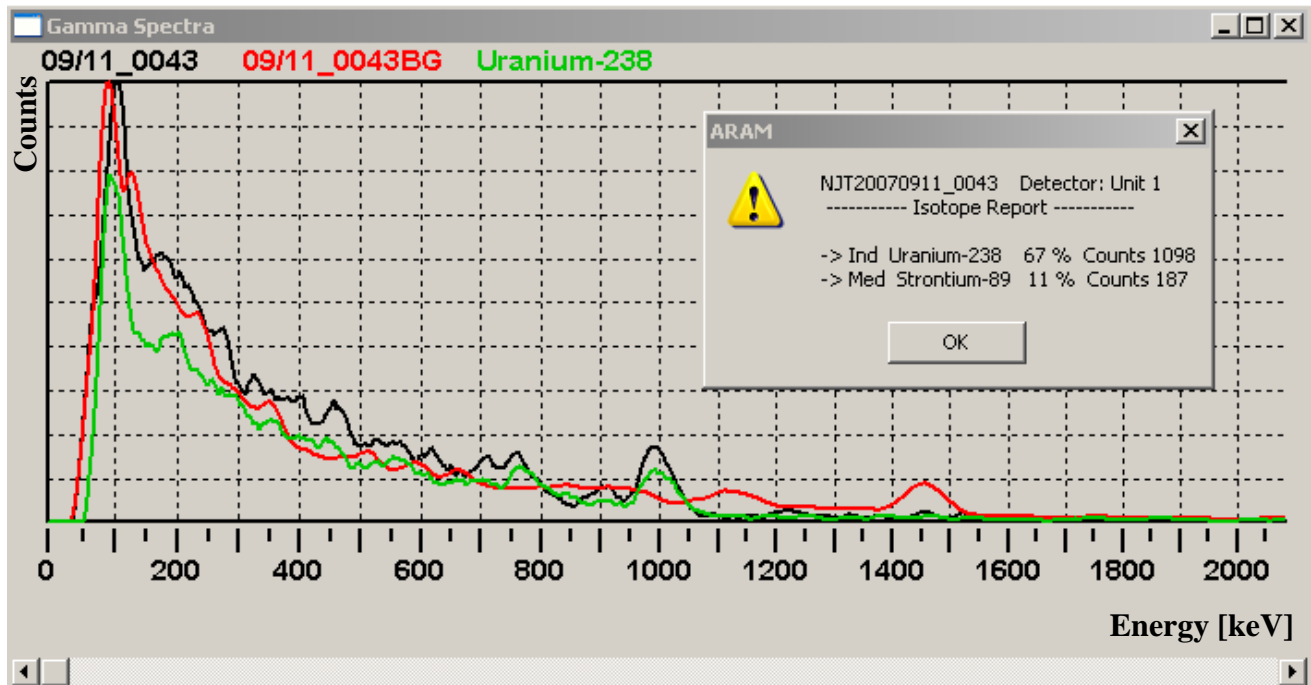 Gamma Spectra
09/11_0043 09/11_0043BG Uranium-238
Counts
ARAM
NJT20070911_0043 Detector: Unit 1
----------- Isotope Report -----------
-> Ind Uranium-238 67 % Counts 1098
-> Med Strontium-89 11 % Counts 187
OK
0 200 400 600 800 1000 1200 1400 1600 1800 2000
Energy [keV]